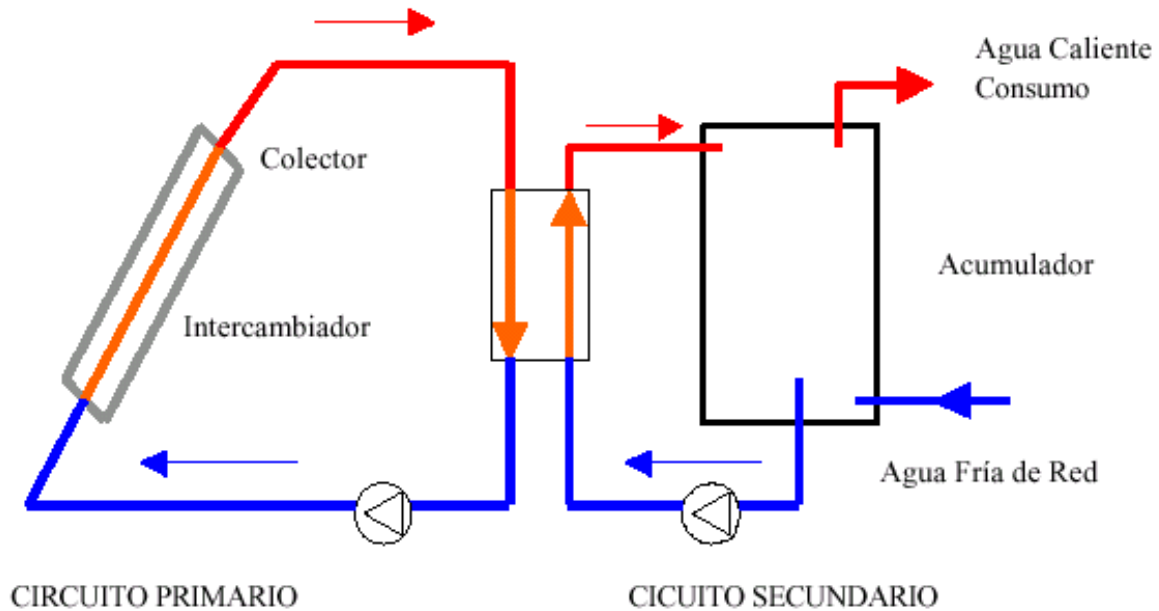 Agua Caliente
Consumo
Colector
Acumulador
Intercambiador
Agua Fría de Red
CIRCUITO PRIMARIO
CICUITO SECUNDARIO